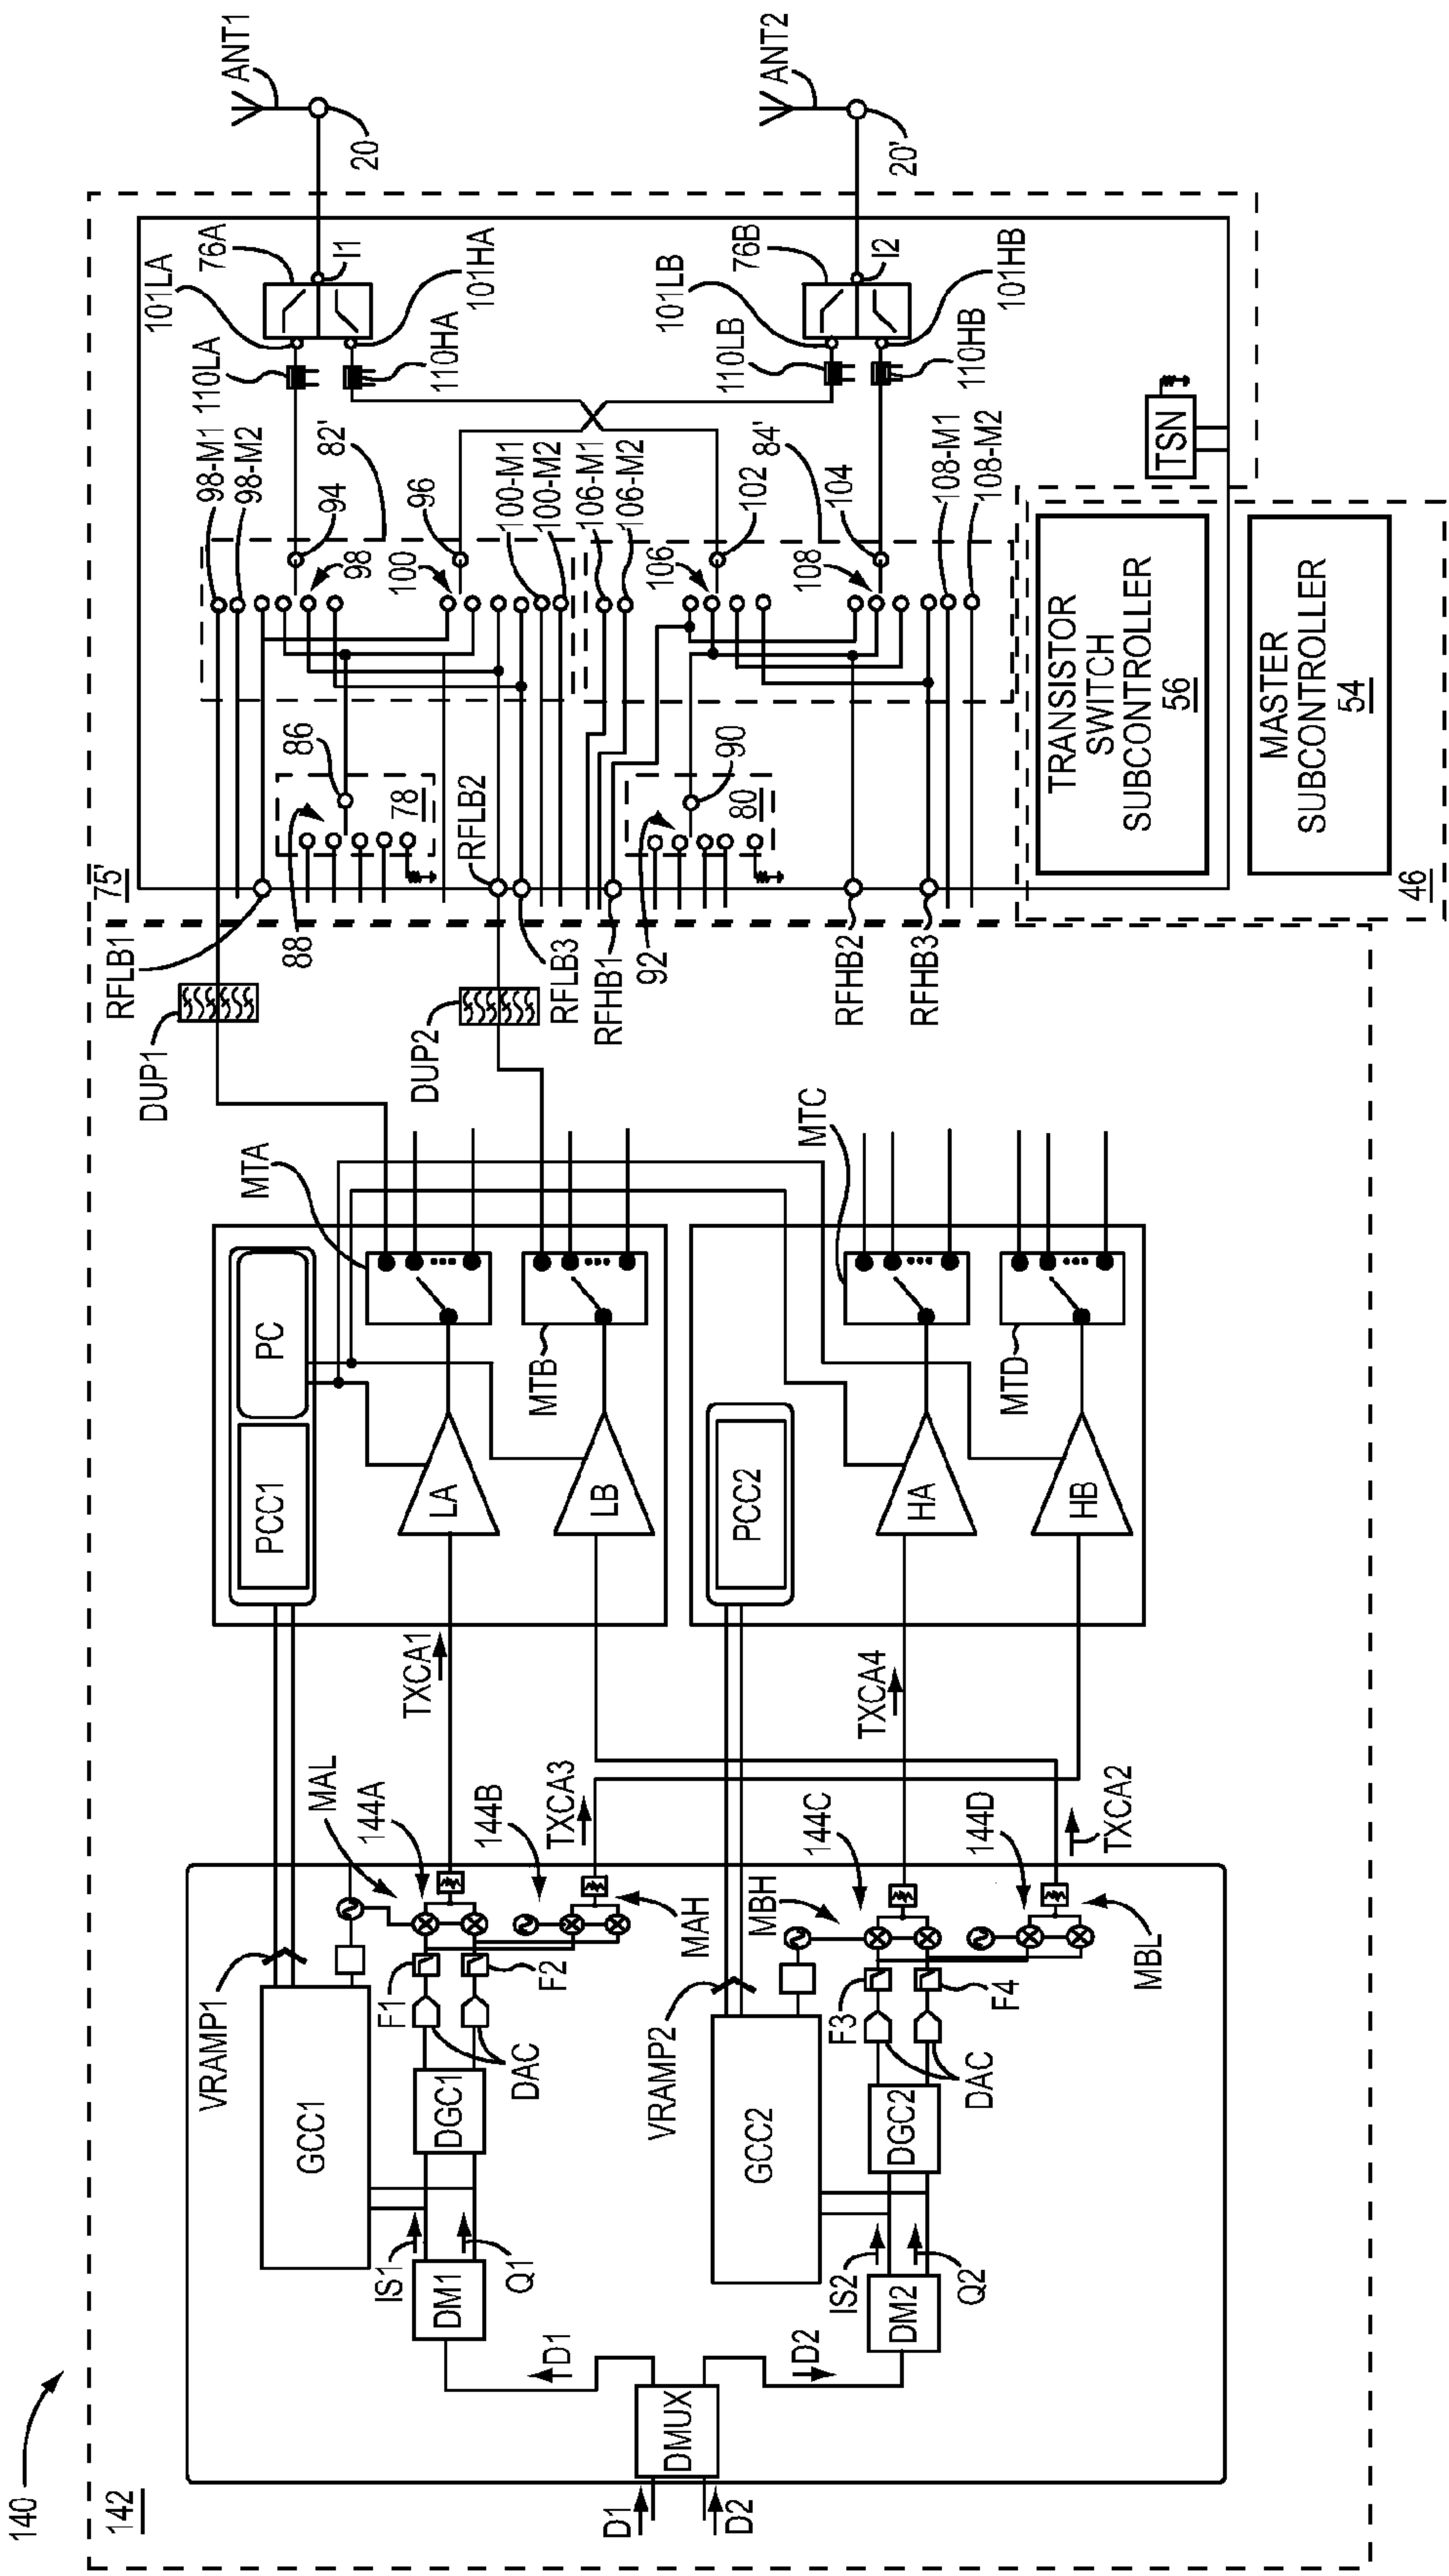 140
142
D1
D2
DMUX
ID1
ID2
DM1
IS1
Q1
GCC1
DGC1
DAC
VRAMP1
F1
F2
MAL
144A
144B
MAH
TXCA1
TXCA3
DM2
IS2
Q2
GCC2
DGC2
DAC
VRAMP2
F3
F4
MBH
144C
144D
MBL
TXCA4
TXCA2
PCC1
PC
LA
LB
MTA
MTB
PCC2
HA
HB
MTC
MTD
DUP1
DUP2
75'
RFLB1
RFLB2
RFLB3
RFHB1
RFHB2
RFHB3
88
86
78
92
90
80
98-M1
98-M2
94
98
82'
96
100
100-M1
100-M2
106-M1
106-M2
106
102
84'
108
104
108-M1
108-M2
110LA
101LA
76A
I1
101HA
110HA
110LB
101LB
76B
I2
101HB
110HB
ANT1
20
ANT2
20'
TSN
TRANSISTOR
SWITCH
SUBCONTROLLER
56
MASTER
SUBCONTROLLER
54
46